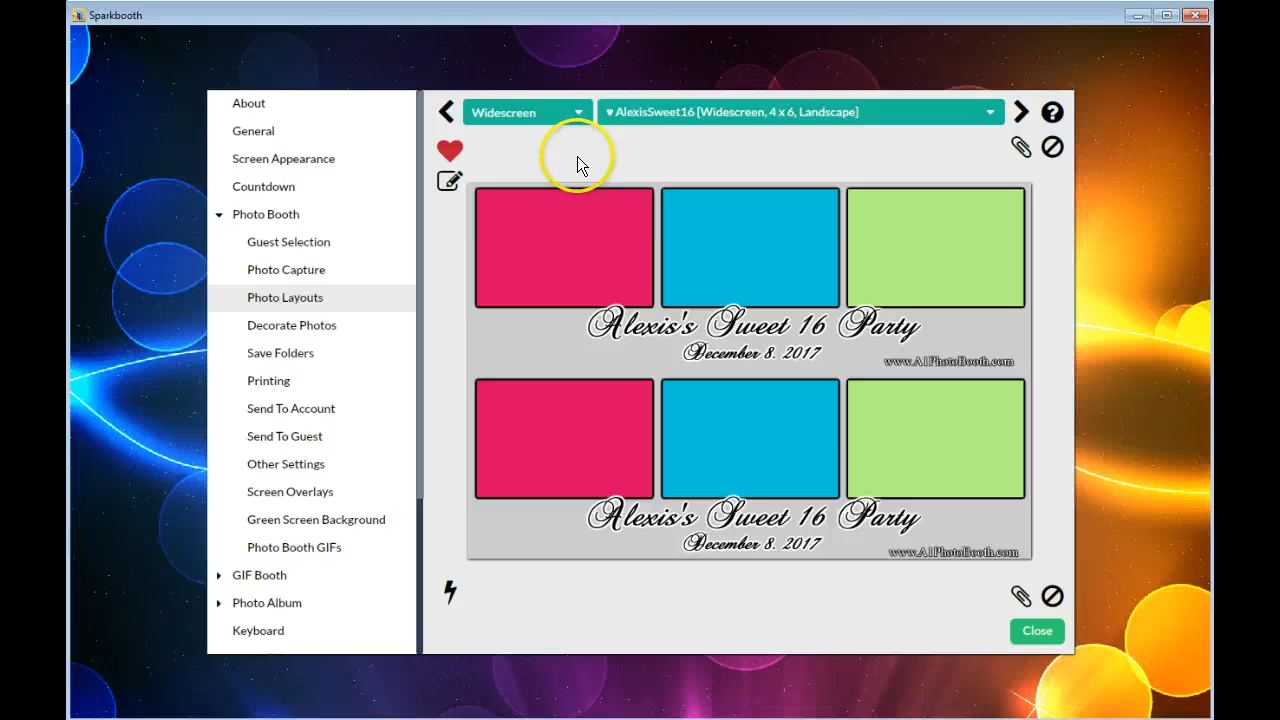 Sparkbooth
About
General
Screen Appearance
Countdown
Photo Booth
Guest Selection
Photo Capture
Photo Layouts
Decorate Photos
Save Folders
Printing
Send To Account
Send To Guest
Other Settings
Screen Overlays
Green Screen Background
Photo Booth GIFs
GIF Booth
Photo Album
Keyboard
Widescreen
♥ AlexisSweet16 [Widescreen, 4 x 6, Landscape]
Alexis's Sweet 16 Party
December 8. 2017
www.A1PhotoBooth.com
Alexis's Sweet 16 Party
December 8. 2017
www.A1PhotoBooth.com
Close